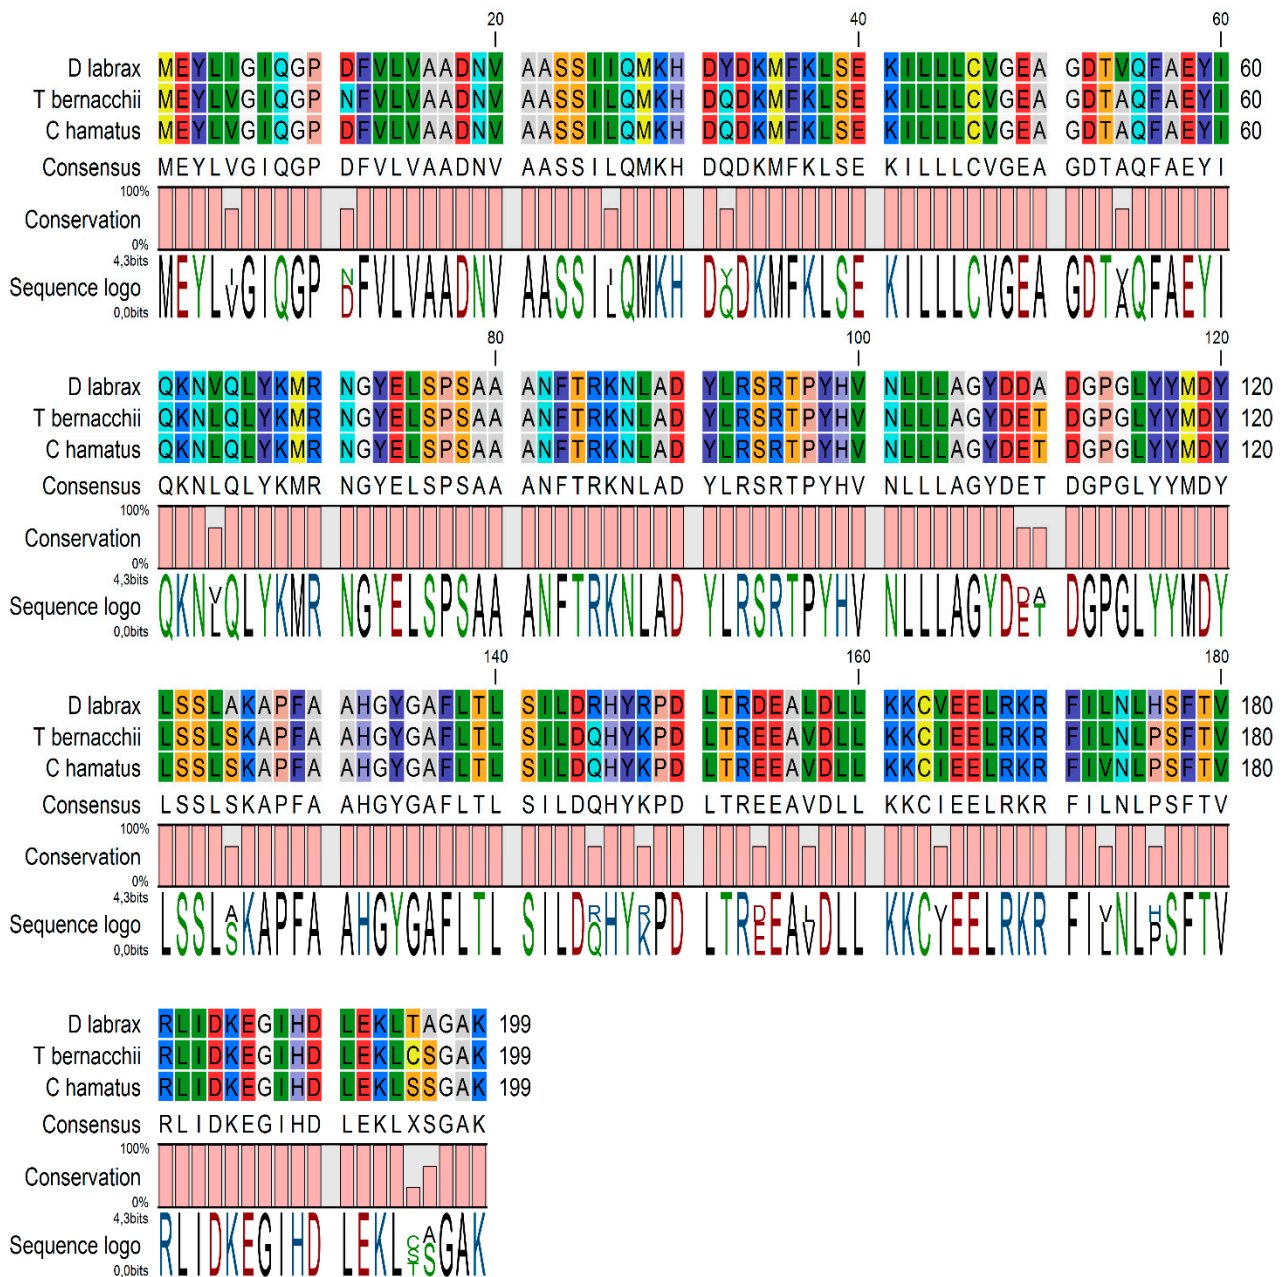 20 40 60
D labrax MEYLIGIQGP DFVLVAADNV AASSIIQMKH DYDKMFKLSE KILLLCVGEA GDTVQFAEYI 60
T bernacchii MEYLVGIQGP NFVLVAADNV AASSILQMKH DQDKMFKLSE KILLLCVGEA GDTAQFAEYI 60
C hamatus MEYLVGIQGP DFVLVAADNV AASSILQMKH DQDKMFKLSE KILLLCVGEA GDTAQFAEYI 60
Consensus MEYLVGIQGP DFVLVAADNV AASSILQMKH DQDKMFKLSE KILLLCVGEA GDTAQFAEYI
100%
Conservation
0%
4,3bits
Sequence logo
0,0bits
80 100 120
D labrax QKNVQLYKMR NGYELSPSAA ANFTRKNLAD YLRSRTPYHV NLLLAGYDDA DGPGLYYMDY 120
T bernacchii QKNLQLYKMR NGYELSPSAA ANFTRKNLAD YLRSRTPYHV NLLLAGYDET DGPGLYYMDY 120
C hamatus QKNLQLYKMR NGYELSPSAA ANFTRKNLAD YLRSRTPYHV NLLLAGYDET DGPGLYYMDY 120
Consensus QKNLQLYKMR NGYELSPSAA ANFTRKNLAD YLRSRTPYHV NLLLAGYDET DGPGLYYMDY
100%
Conservation
0%
4,3bits
Sequence logo
0,0bits
140 160 180
D labrax LSSLAKAPFA AHGYGAFLTL SILDRHYRPD LTRDEALDLL KKCVEELRKR FILNLHSFTV 180
T bernacchii LSSLSKAPFA AHGYGAFLTL SILDQHYKPD LTREEAVDLL KKCIEELRKR FILNLPSFTV 180
C hamatus LSSLSKAPFA AHGYGAFLTL SILDQHYKPD LTREEAVDLL KKCIEELRKR FIVNLPSFTV 180
Consensus LSSLSKAPFA AHGYGAFLTL SILDQHYKPD LTREEAVDLL KKCIEELRKR FILNLPSFTV
100%
Conservation
0%
4,3bits
Sequence logo
0,0bits
D labrax RLIDKEGIHD LEKLTAGAK 199
T bernacchii RLIDKEGIHD LEKLCSGAK 199
C hamatus RLIDKEGIHD LEKLSSGAK 199
Consensus RLIDKEGIHD LEKLXSGAK
100%
Conservation
0%
4,3bits
Sequence logo
0,0bits